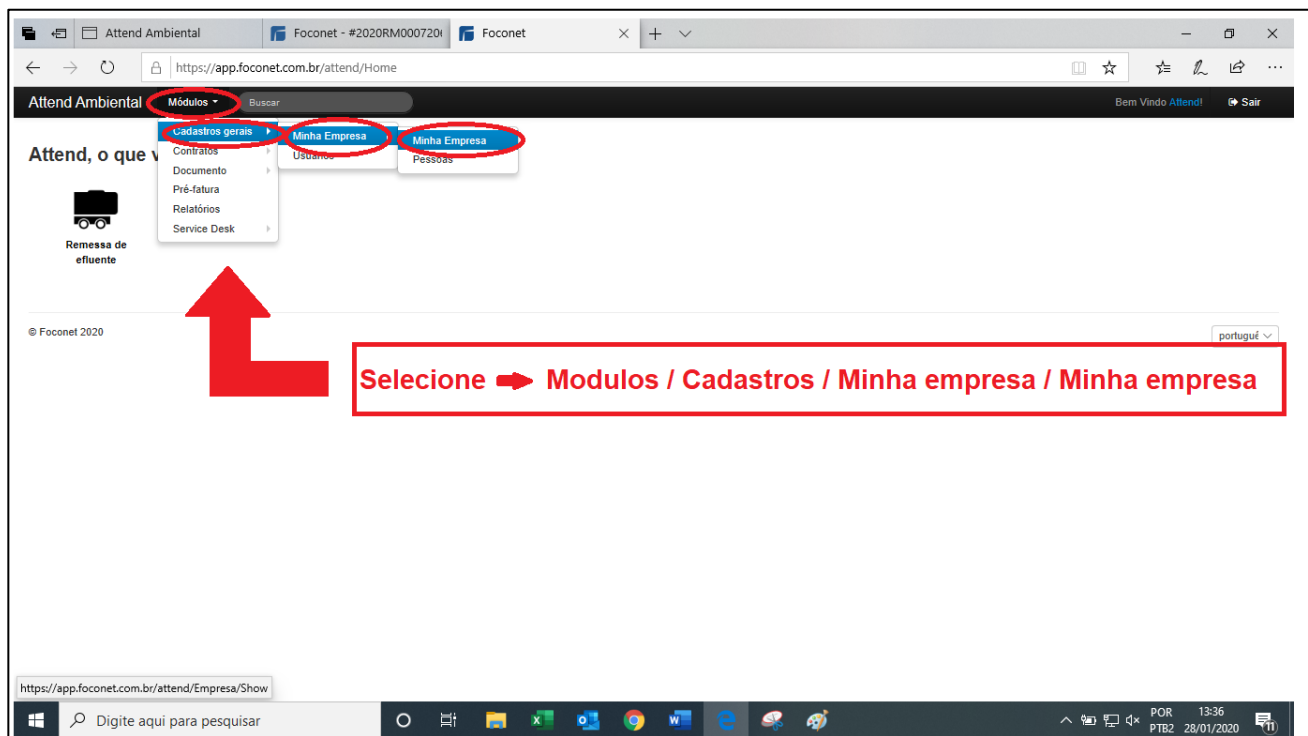 Attend Ambiental
Foconet - #2020RM000720
Foconet
https://app.foconet.com.br/attend/Home
Attend Ambiental
Módulos
Buscar
Bem Vindo Attend!
Sair
Cadastros gerais
Minha Empresa
Minha Empresa
Attend, o que v
Contratos
Usuários
Pessoas
Documento
Pré-fatura
Relatórios
Service Desk
Remessa de
efluente
© Foconet 2020
portugu
Selecione Modulos / Cadastros / Minha empresa / Minha empresa
https://app.foconet.com.br/attend/Empresa/Show
Digite aqui para pesquisar
POR
PTB2
13:36
28/01/2020
11